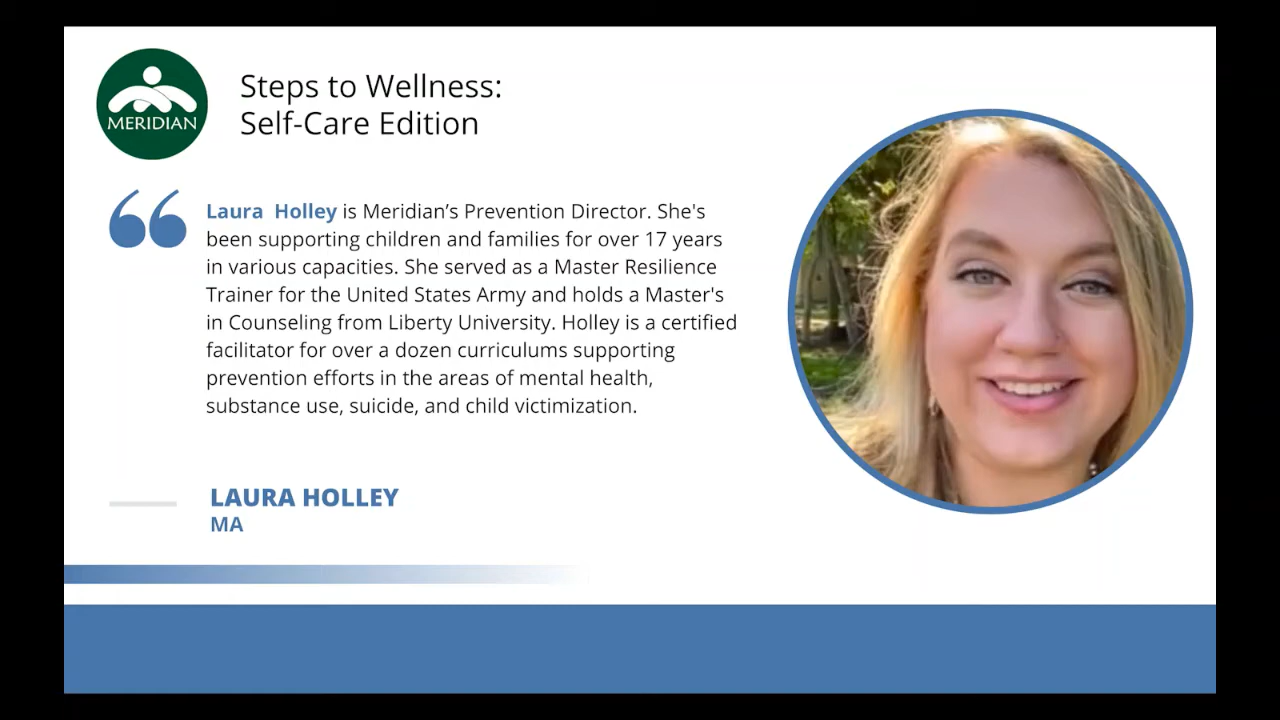 MERIDIAN
Steps to Wellness:
Self-Care Edition
Laura Holley is Meridian’s Prevention Director. She's
been supporting children and families for over 17 years
in various capacities. She served as a Master Resilience
Trainer for the United States Army and holds a Master's
in Counseling from Liberty University. Holley is a certified
facilitator for over a dozen curriculums supporting
prevention efforts in the areas of mental health,
substance use, suicide, and child victimization.
LAURA HOLLEY
MA